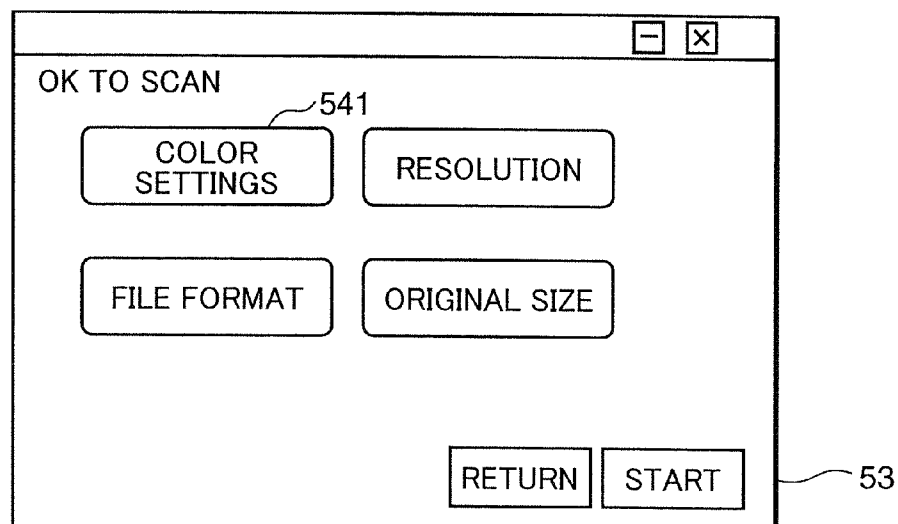 OK TO SCAN
541
COLOR
SETTINGS
RESOLUTION
FILE FORMAT
ORIGINAL SIZE
RETURN
START
53